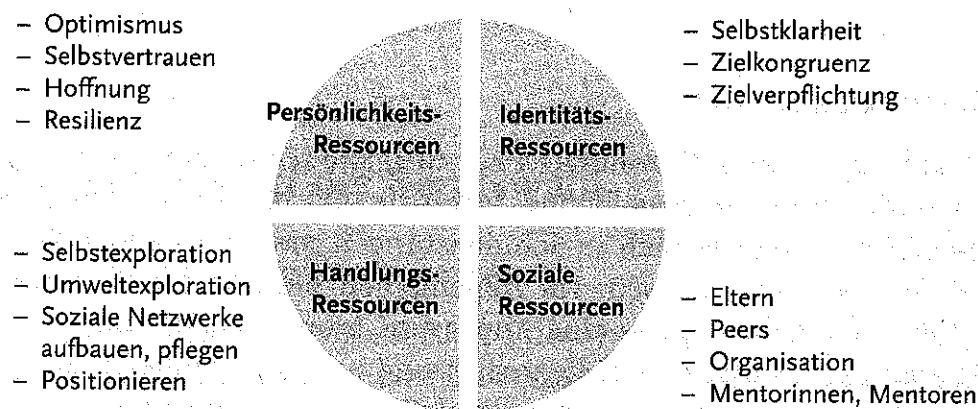 – Optimismus
– Selbstvertrauen
– Hoffnung
– Resilienz
Persönlichkeits-
Ressourcen
Identitäts-
Ressourcen
– Selbstklarheit
– Zielkongruenz
– Zielverpflichtung
– Selbstexploration
– Umweltexploration
– Soziale Netzwerke
aufbauen, pflegen
– Positionieren
Handlungs-
Ressourcen
Soziale
Ressourcen
– Eltern
– Peers
– Organisation
– Mentorinnen, Mentoren